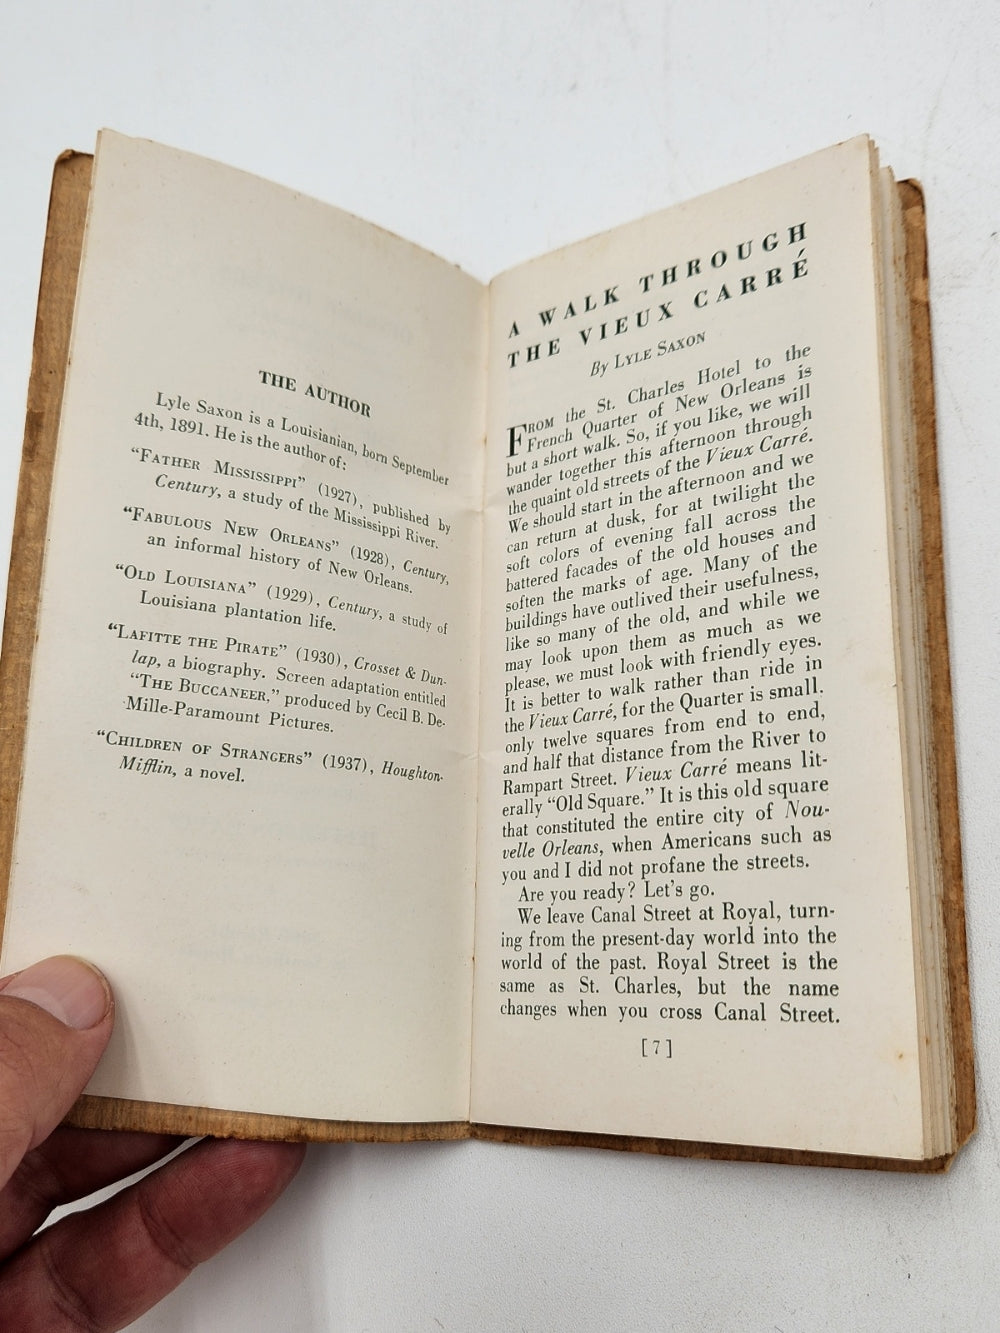 THE AUTHOR
Lyle Saxon is a Louisianian, born September
4th, 1891. He is the author of:
"FATHER MISSISSIPPI" (1927), published by
Century, a study of the Mississippi River.
"FABULOUS NEW ORLEANS" (1928), Century,
an informal history of New Orleans.
"OLD LOUISIANA" (1929), Century, a study of
Louisiana plantation life.
"LAFITTE THE PIRATE" (1930), Crosset & Dun-
lap, a biography. Screen adaptation entitled
"THE BUCCANEER," produced by Cecil B. De-
Mille-Paramount Pictures.
"CHILDREN OF STRANGERS" (1937), Houghton-
Mifflin, a novel.
A WALK THROUGH
THE VIEUX CARRÉ
By LYLE SAXON
FROM the St. Charles Hotel to the
French Quarter of New Orleans is
but a short walk. So, if you like, we will
wander together this afternoon through
the quaint old streets of the Vieux Carré.
We should start in the afternoon and we
can return at dusk, for at twilight the
soft colors of evening fall across the
battered facades of the old houses and
soften the marks of age. Many of the
buildings have outlived their usefulness,
like so many of the old, and while we
may look upon them as much as we
please, we must look with friendly eyes.
It is better to walk rather than ride in
the Vieux Carré, for the Quarter is small.
only twelve squares from end to end,
and half that distance from the River to
Rampart Street. Vieux Carré means lit-
erally "Old Square." It is this old square
that constituted the entire city of Nou-
velle Orleans, when Americans such as
you and I did not profane the streets.
Are you ready? Let's go.
We leave Canal Street at Royal, turn-
ing from the present-day world into the
world of the past. Royal Street is the
same as St. Charles, but the name
changes when you cross Canal Street.
[ 7 ]